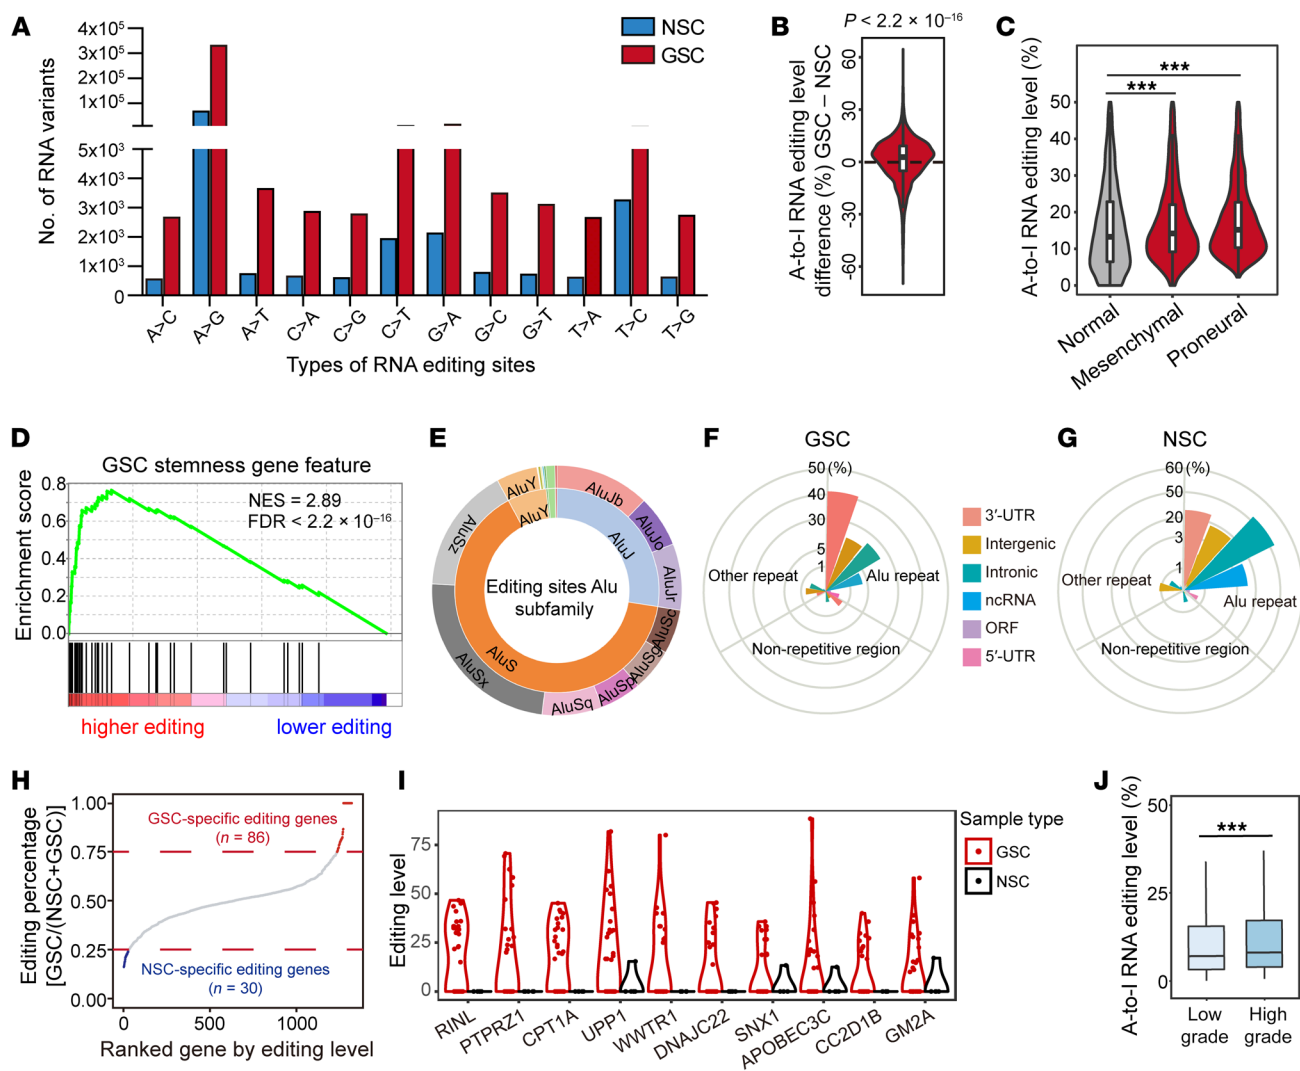 A
No. of RNA variants
4x10⁵
3x10⁵
2x10⁵
1x10⁵
5x10³
4x10³
3x10³
2x10³
1x10³
0
NSC
GSC
A>C
A>G
A>T
C>A
C>G
C>T
G>A
G>C
G>T
T>A
T>C
T>G
Types of RNA editing sites
B
P < 2.2 × 10⁻¹⁶
A-to-I RNA editing level
difference (%) GSC – NSC
60
30
0
-30
-60
C
A-to-I RNA editing level (%)
50
40
30
20
10
0
***
***
Normal
Mesenchymal
Proneural
D
GSC stemness gene feature
Enrichment score
0.8
0.6
0.4
0.2
0.0
NES = 2.89
FDR < 2.2 × 10⁻¹⁶
higher editing
lower editing
E
Editing sites Alu
subfamily
AluY
AluJb
AluJo
AluJr
AluSc
AluSg
AluSp
AluSq
AluSx
AluSz
AluY
AluJ
AluS
F
GSC
50 (%)
40
30
5
1
Other repeat
Alu repeat
Non-repetitive region
3′-UTR
Intergenic
Intronic
ncRNA
ORF
5′-UTR
G
NSC
60 (%)
50
20
3
1
Other repeat
Alu repeat
Non-repetitive region
H
Editing percentage
[GSC/(NSC+GSC)]
1.00
0.75
0.50
0.25
0.00
GSC-specific editing genes
(n = 86)
NSC-specific editing genes
(n = 30)
0
500
1000
Ranked gene by editing level
I
Editing level
75
50
25
0
RINL
PTPRZ1
CPT1A
UPP1
WWTR1
DNAJC22
SNX1
APOBEC3C
CC2D1B
GM2A
Sample type
GSC
NSC
J
A-to-I RNA editing level (%)
50
25
0
***
Low
grade
High
grade